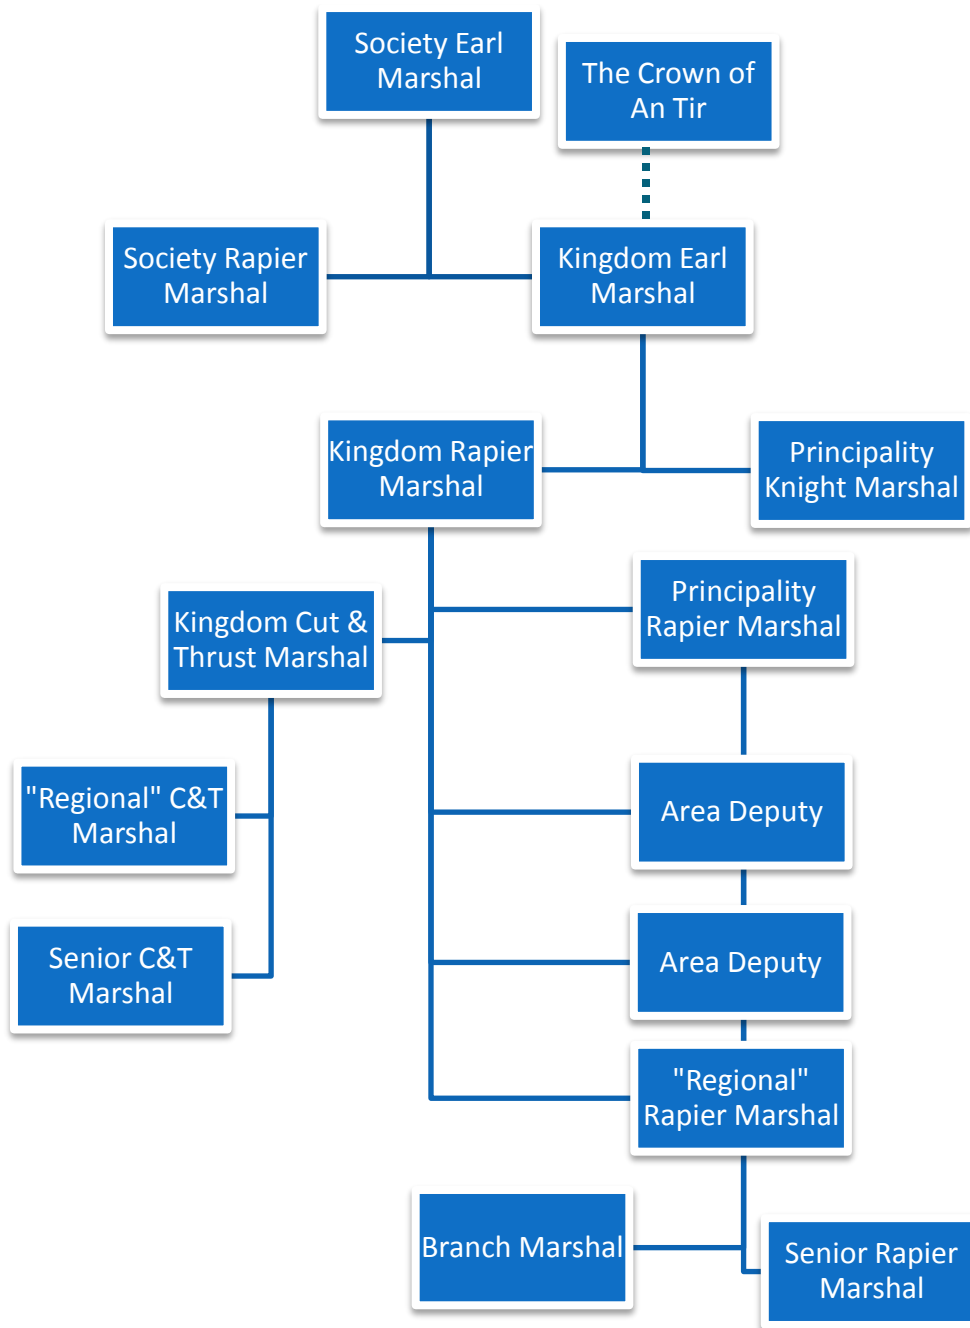 Society Earl
Marshal
The Crown of
An Tir
Society Rapier
Marshal
Kingdom Earl
Marshal
Kingdom Rapier
Marshal
Principality
Knight Marshal
Principality
Rapier Marshal
Kingdom Cut &
Thrust Marshal
"Regional" C&T
Marshal
Area Deputy
Senior C&T
Marshal
Area Deputy
"Regional"
Rapier Marshal
Branch Marshal
Senior Rapier
Marshal